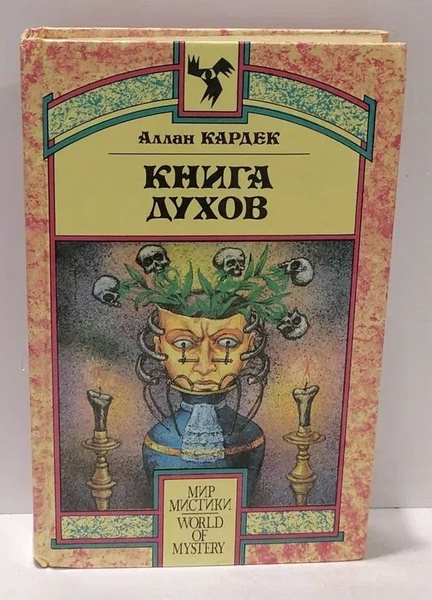 Аллан КАРДЕК
КНИГА
ДУХОВ
МИР
МИСТИКИ
WORLD
OF
MYSTERY